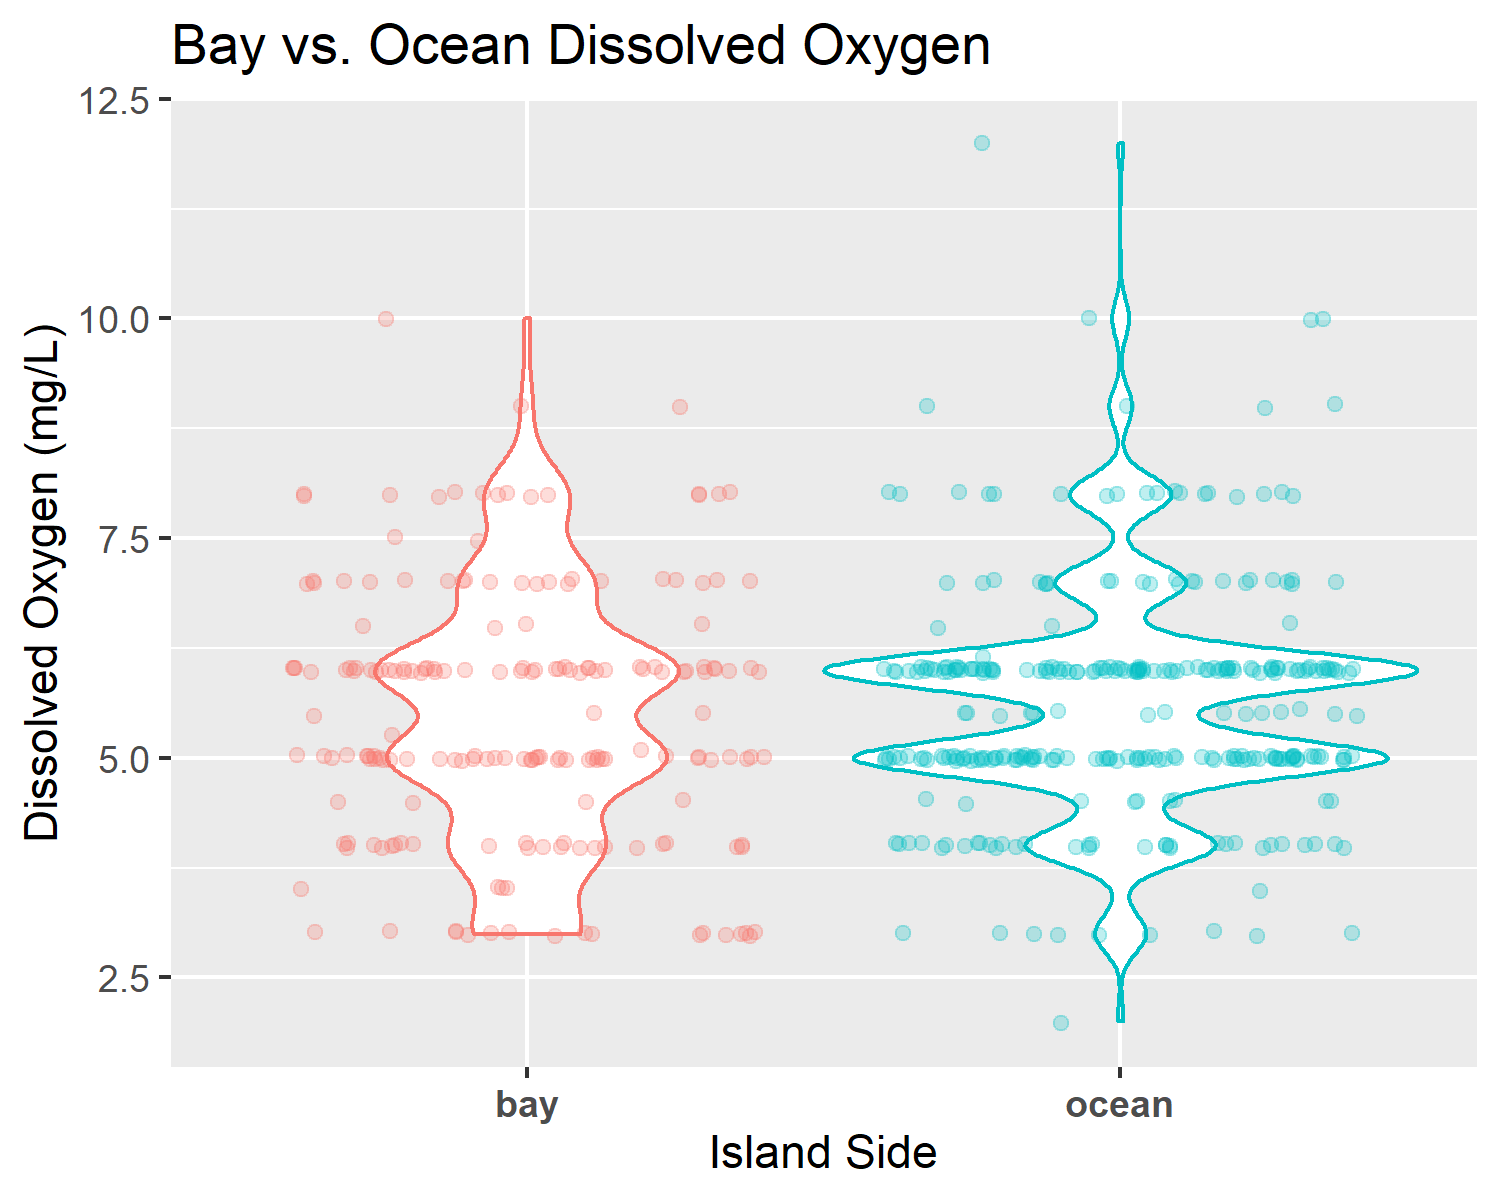 Bay vs. Ocean Dissolved Oxygen
12.5
10.0
7.5
5.0
2.5
Dissolved Oxygen (mg/L)
bay
ocean
Island Side